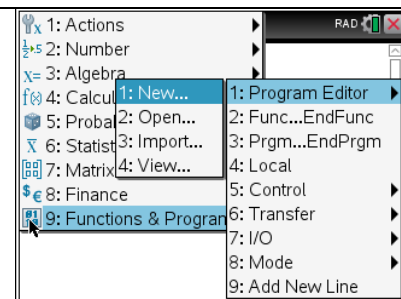 1: Actions
2: Number
3: Algebra
4: Calcul
5: Probal
6: Statist
7: Matrix
8: Finance
9: Functions & Program
1: New...
2: Open...
3: Import...
4: View...
1: Program Editor
2: Func...EndFunc
3: Prgm...EndPrgm
4: Local
5: Control
6: Transfer
7: I/O
8: Mode
9: Add New Line
RAD